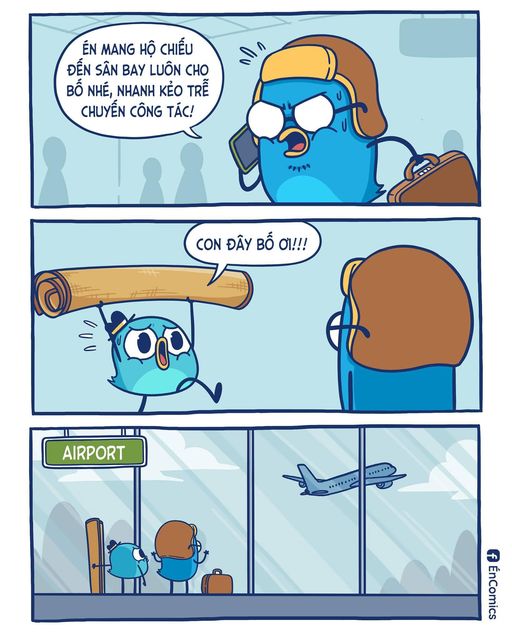 ÉN MANG HỘ CHIẾU
ĐẾN SÂN BAY LUÔN CHO
BỐ NHÉ, NHANH KẺO TRỄ
CHUYẾN CÔNG TÁC!
CON ĐÂY BỐ ƠI!!!
AIRPORT
ÉnComics